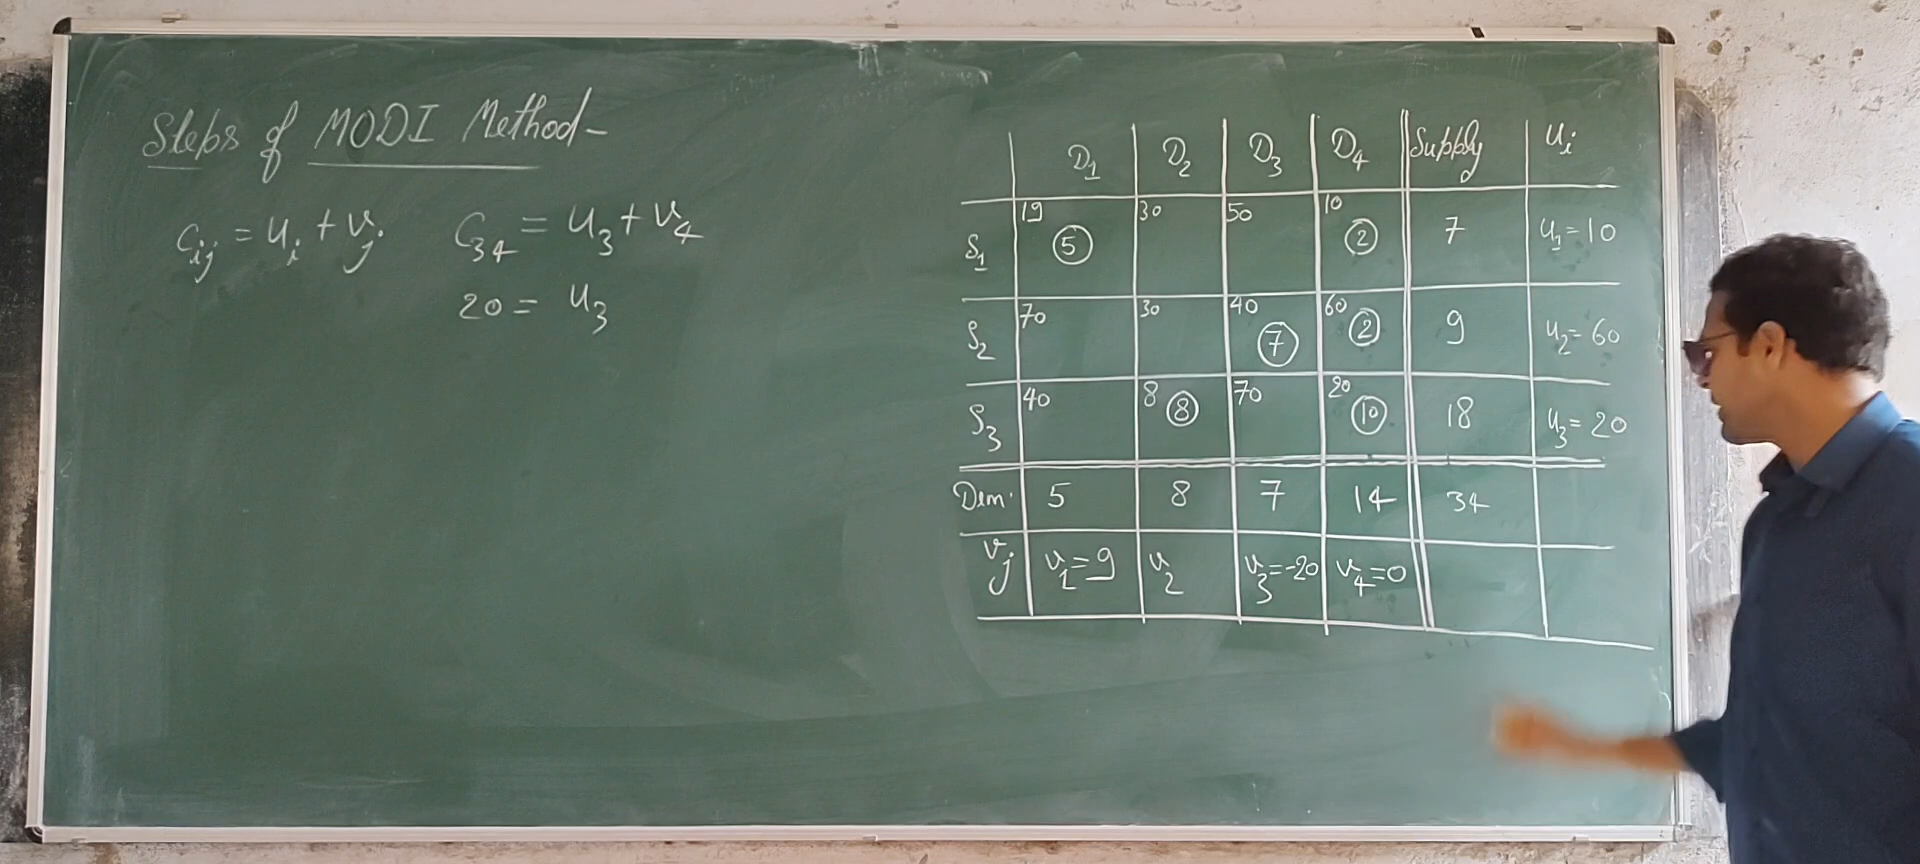 Steps of MODI Method-
Cij = ui + vj C34 = u3 + v4
20 = u3
D1 D2 D3 D4 Supply ui
S1 19 5 30 50 10 2 7 u1=10
S2 70 30 40 7 60 2 9 u2=60
S3 40 8 8 70 20 10 18 u3=20
Dem. 5 8 7 14 34
vj v1=9 v2 v3=-20 v4=0